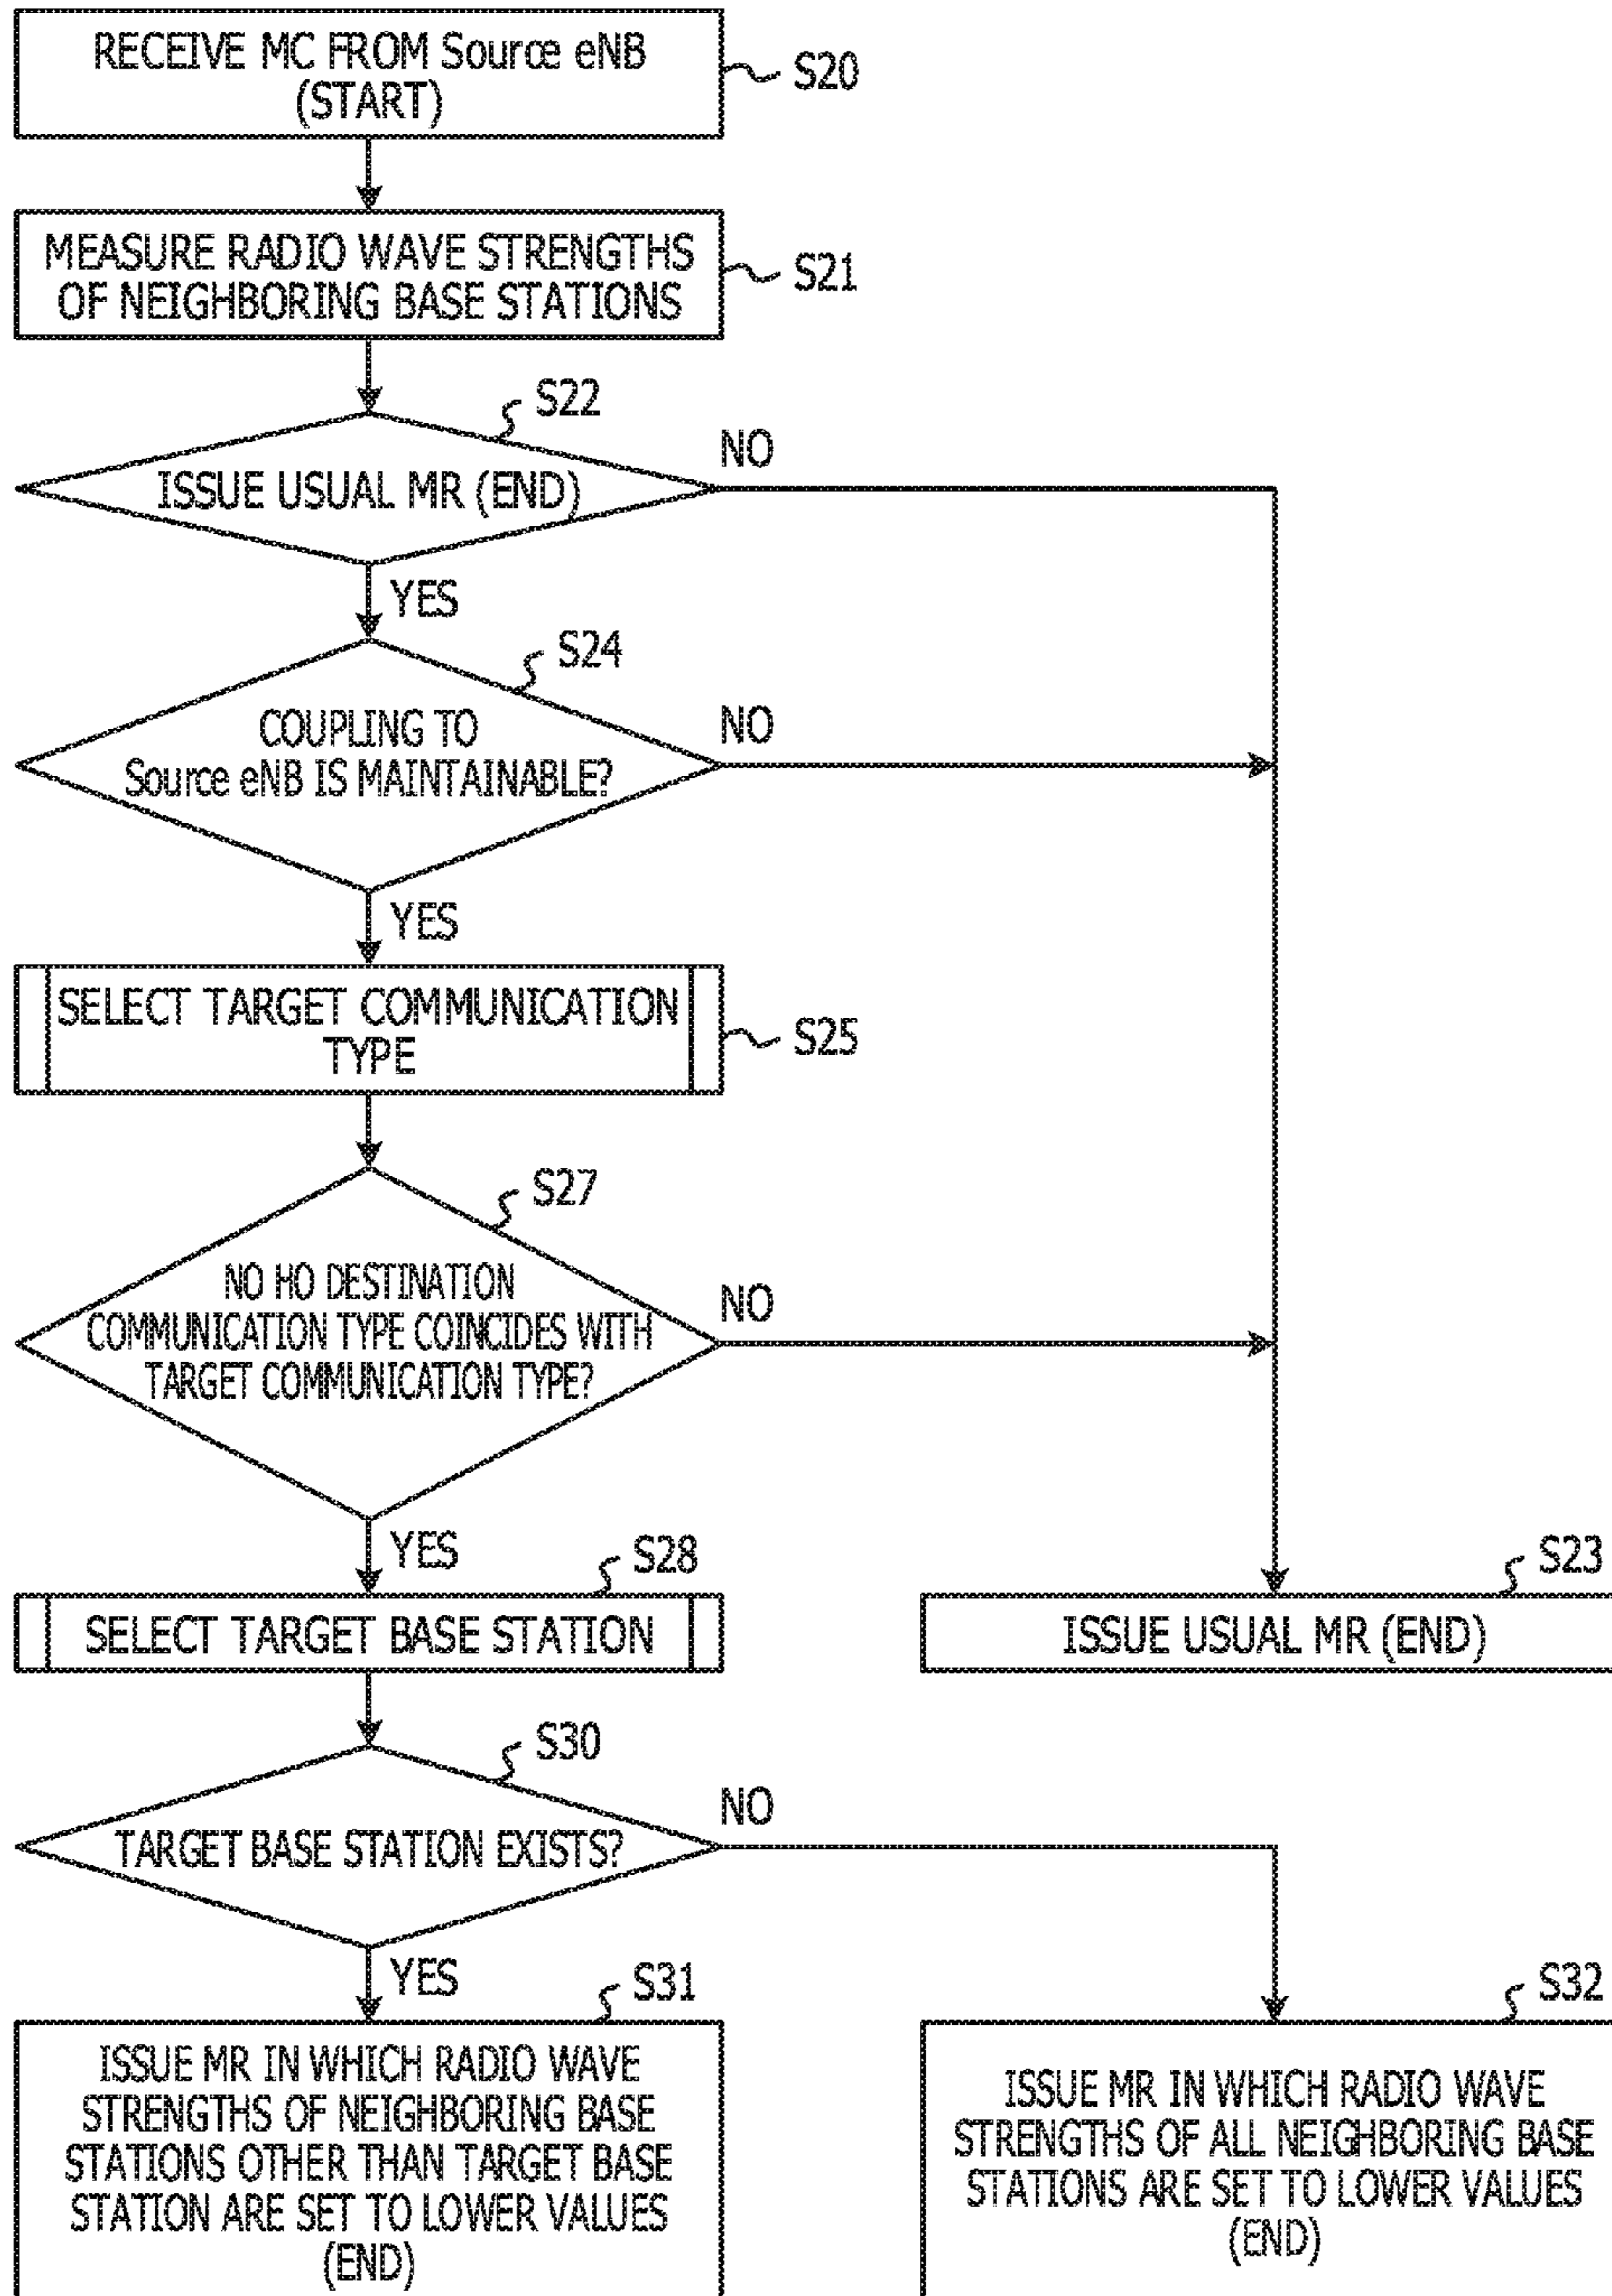 RECEIVE MC FROM Source eNB
(START)
S20
MEASURE RADIO WAVE STRENGTHS
OF NEIGHBORING BASE STATIONS
S21
S22
ISSUE USUAL MR (END)
NO
YES
S24
COUPLING TO
Source eNB IS MAINTAINABLE?
NO
YES
SELECT TARGET COMMUNICATION
TYPE
S25
S27
NO HO DESTINATION
COMMUNICATION TYPE COINCIDES WITH
TARGET COMMUNICATION TYPE?
NO
YES
S28
SELECT TARGET BASE STATION
S23
ISSUE USUAL MR (END)
S30
TARGET BASE STATION EXISTS?
NO
YES
S31
ISSUE MR IN WHICH RADIO WAVE
STRENGTHS OF NEIGHBORING BASE
STATIONS OTHER THAN TARGET BASE
STATION ARE SET TO LOWER VALUES
(END)
S32
ISSUE MR IN WHICH RADIO WAVE
STRENGTHS OF ALL NEIGHBORING BASE
STATIONS ARE SET TO LOWER VALUES
(END)